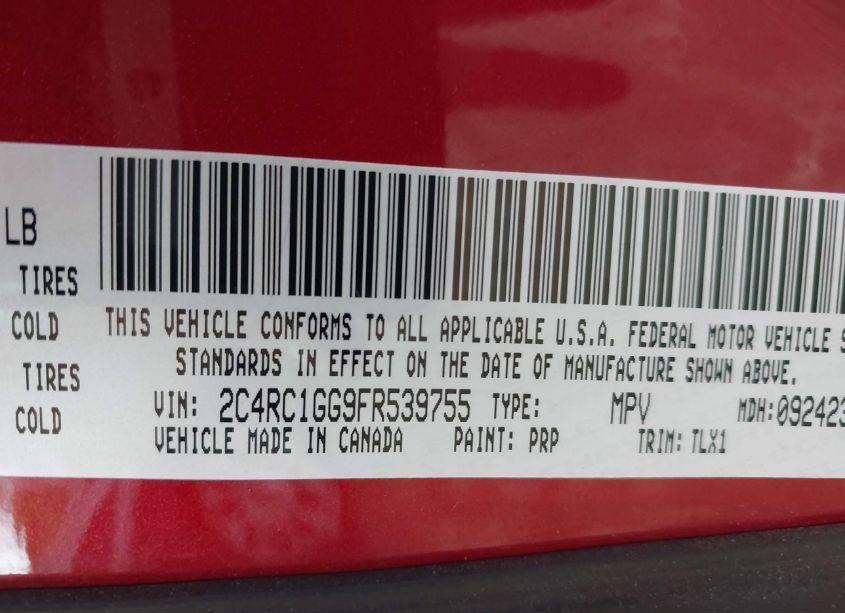 LB
TIRES
COLD
THIS VEHICLE CONFORMS TO ALL APPLICABLE U.S.A. FEDERAL MOTOR VEHICLE S
STANDARDS IN EFFECT ON THE DATE OF MANUFACTURE SHOWN ABOVE.
TIRES
COLD
VIN: 2C4RC1GG9FR539755 TYPE: MPV MDH:092423
VEHICLE MADE IN CANADA PAINT: PRP TRIM: TLX1